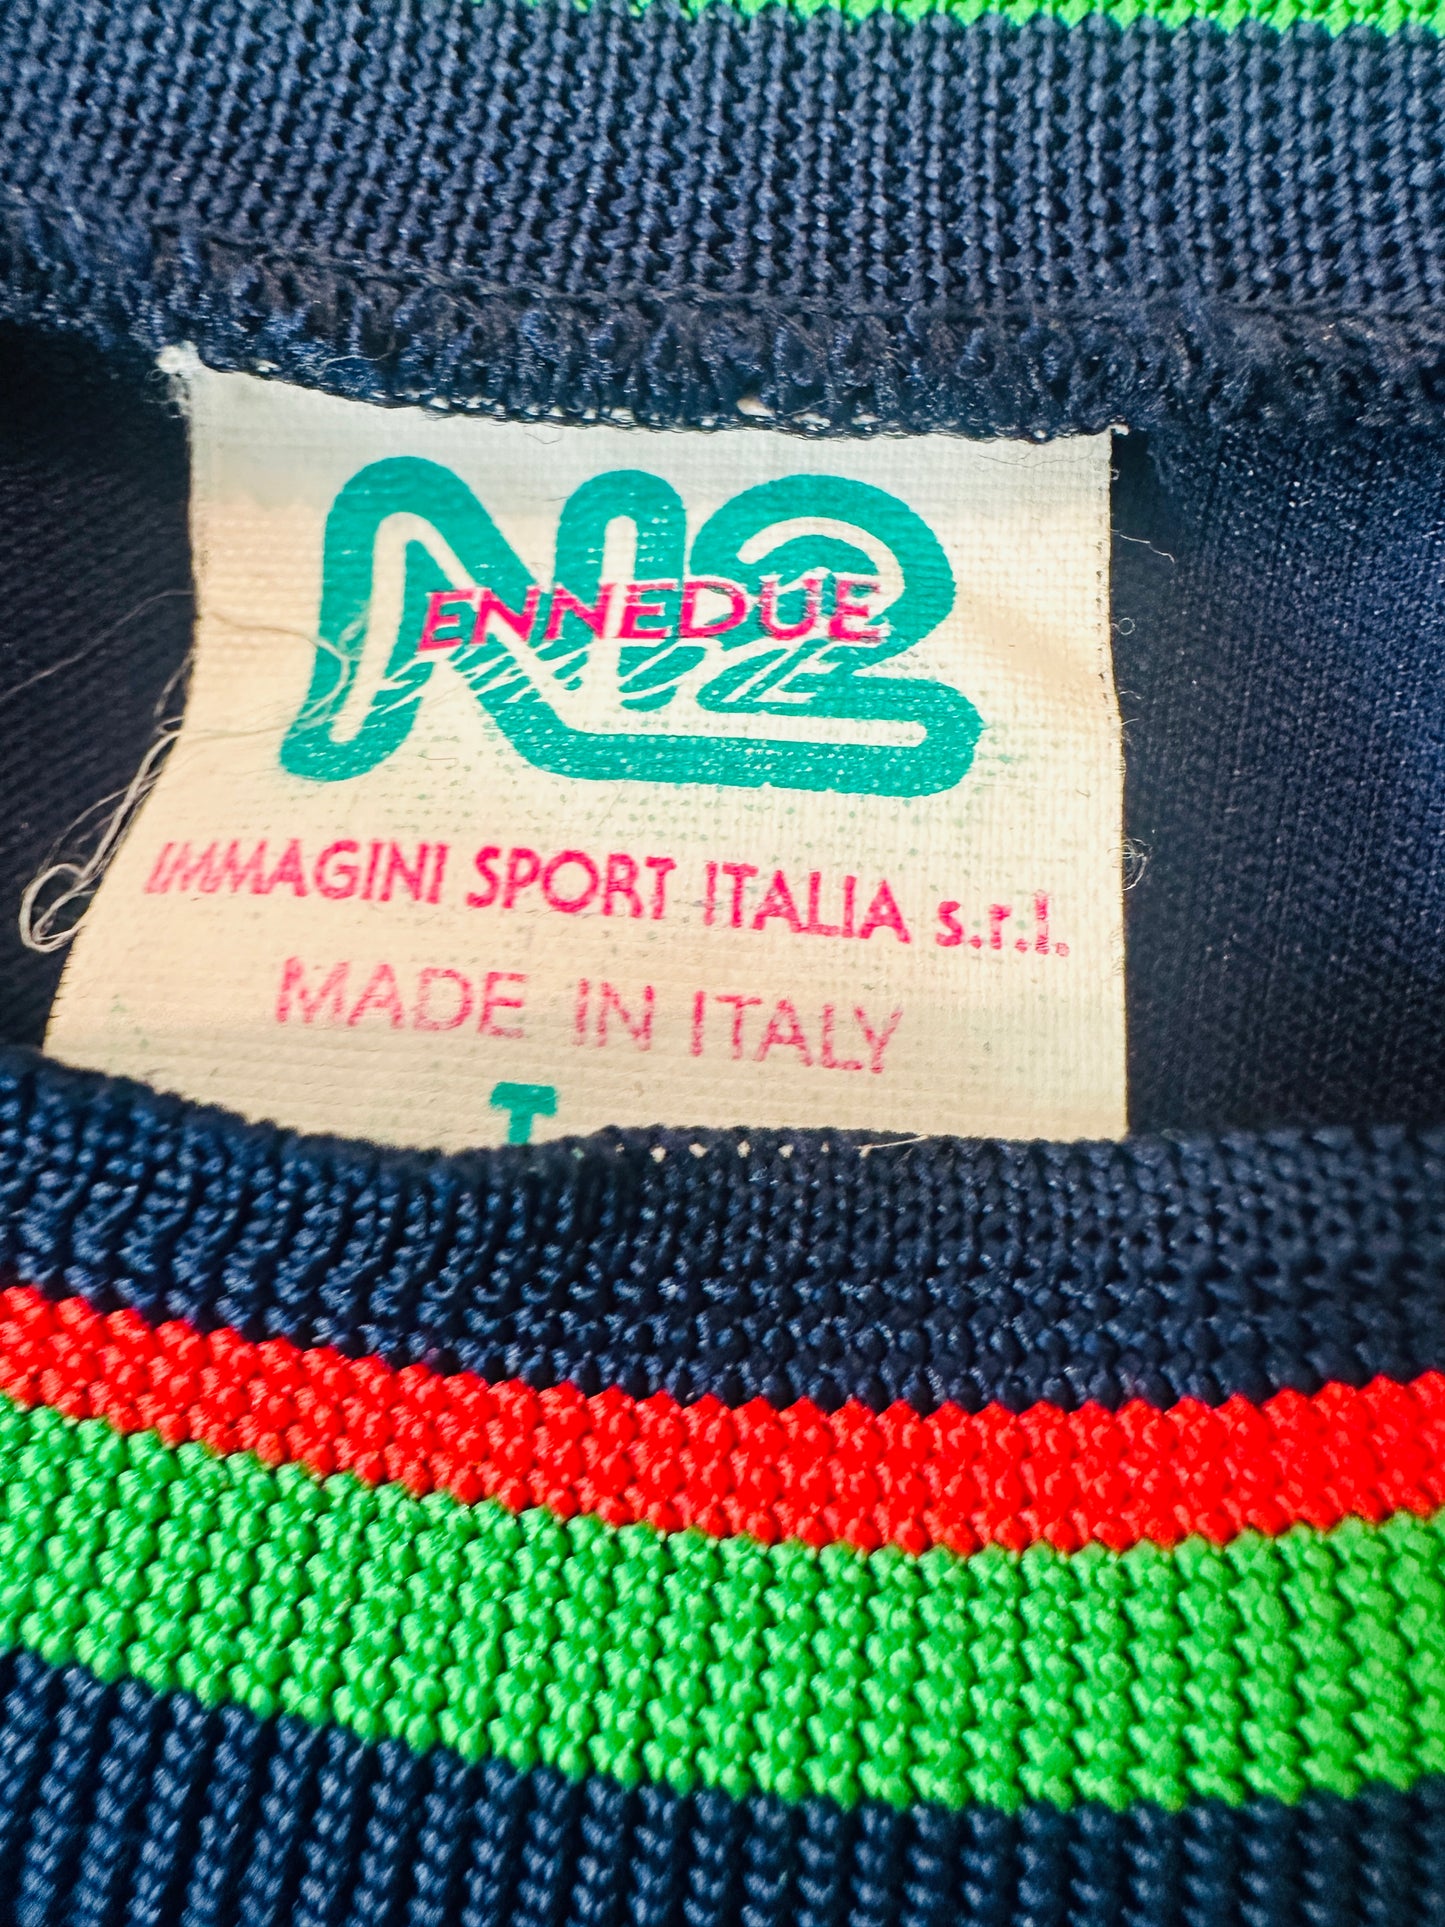 N2
ENNEDUE
IMMAGINI SPORT ITALIA s.r.l.
MADE IN ITALY